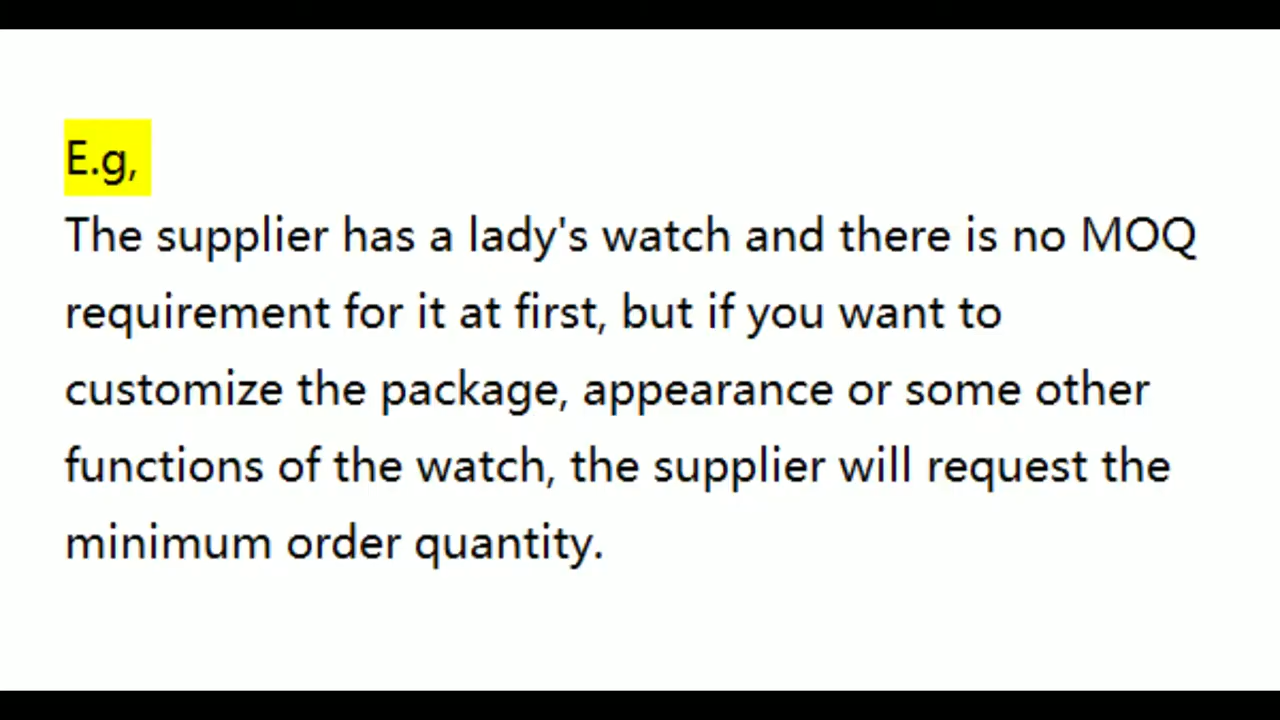 E.g,
The supplier has a lady's watch and there is no MOQ
requirement for it at first, but if you want to
customize the package, appearance or some other
functions of the watch, the supplier will request the
minimum order quantity.